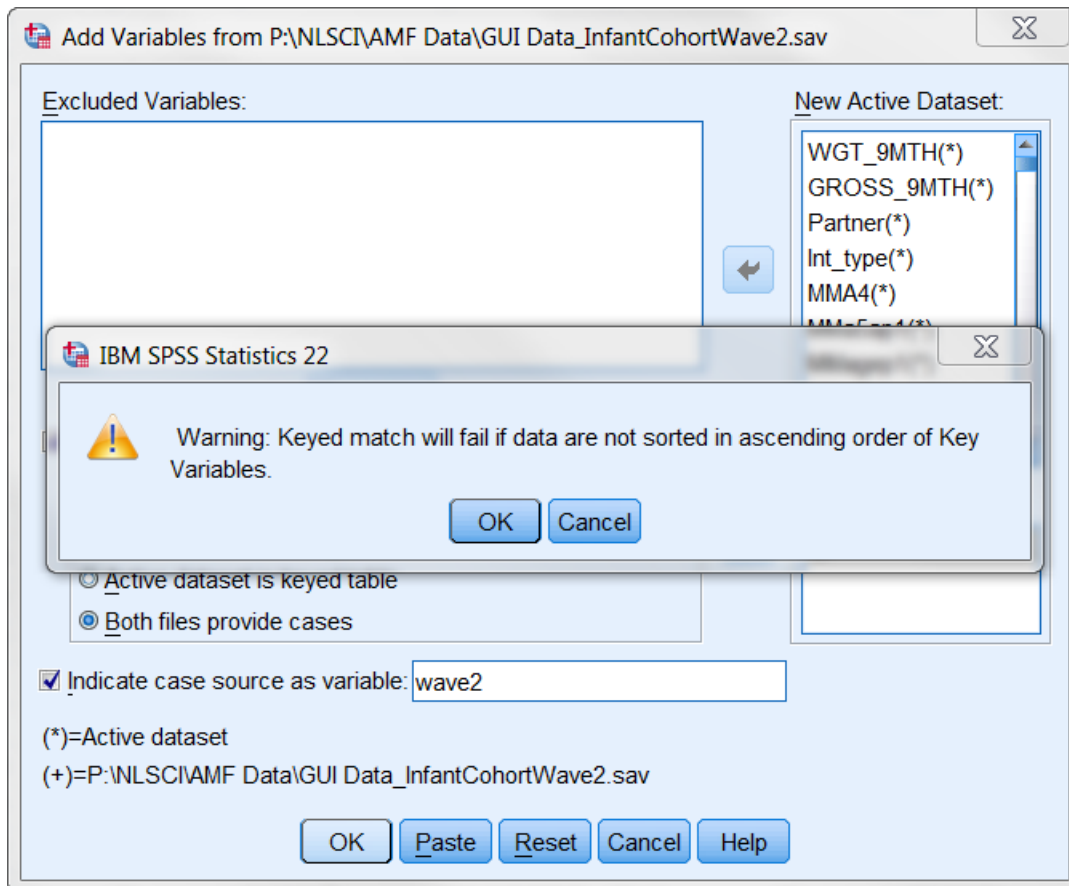 Add Variables from P:\NLSCI\AMF Data\GUI Data_InfantCohortWave2.sav
Excluded Variables:
New Active Dataset:
WGT_9MTH(*)
GROSS_9MTH(*)
Partner(*)
Int_type(*)
MMA4(*)
IBM SPSS Statistics 22
Warning: Keyed match will fail if data are not sorted in ascending order of Key
Variables.
OK
Cancel
Active dataset is keyed table
Both files provide cases
Indicate case source as variable:
wave2
(*)=Active dataset
(+)=P:\NLSCI\AMF Data\GUI Data_InfantCohortWave2.sav
OK
Paste
Reset
Cancel
Help